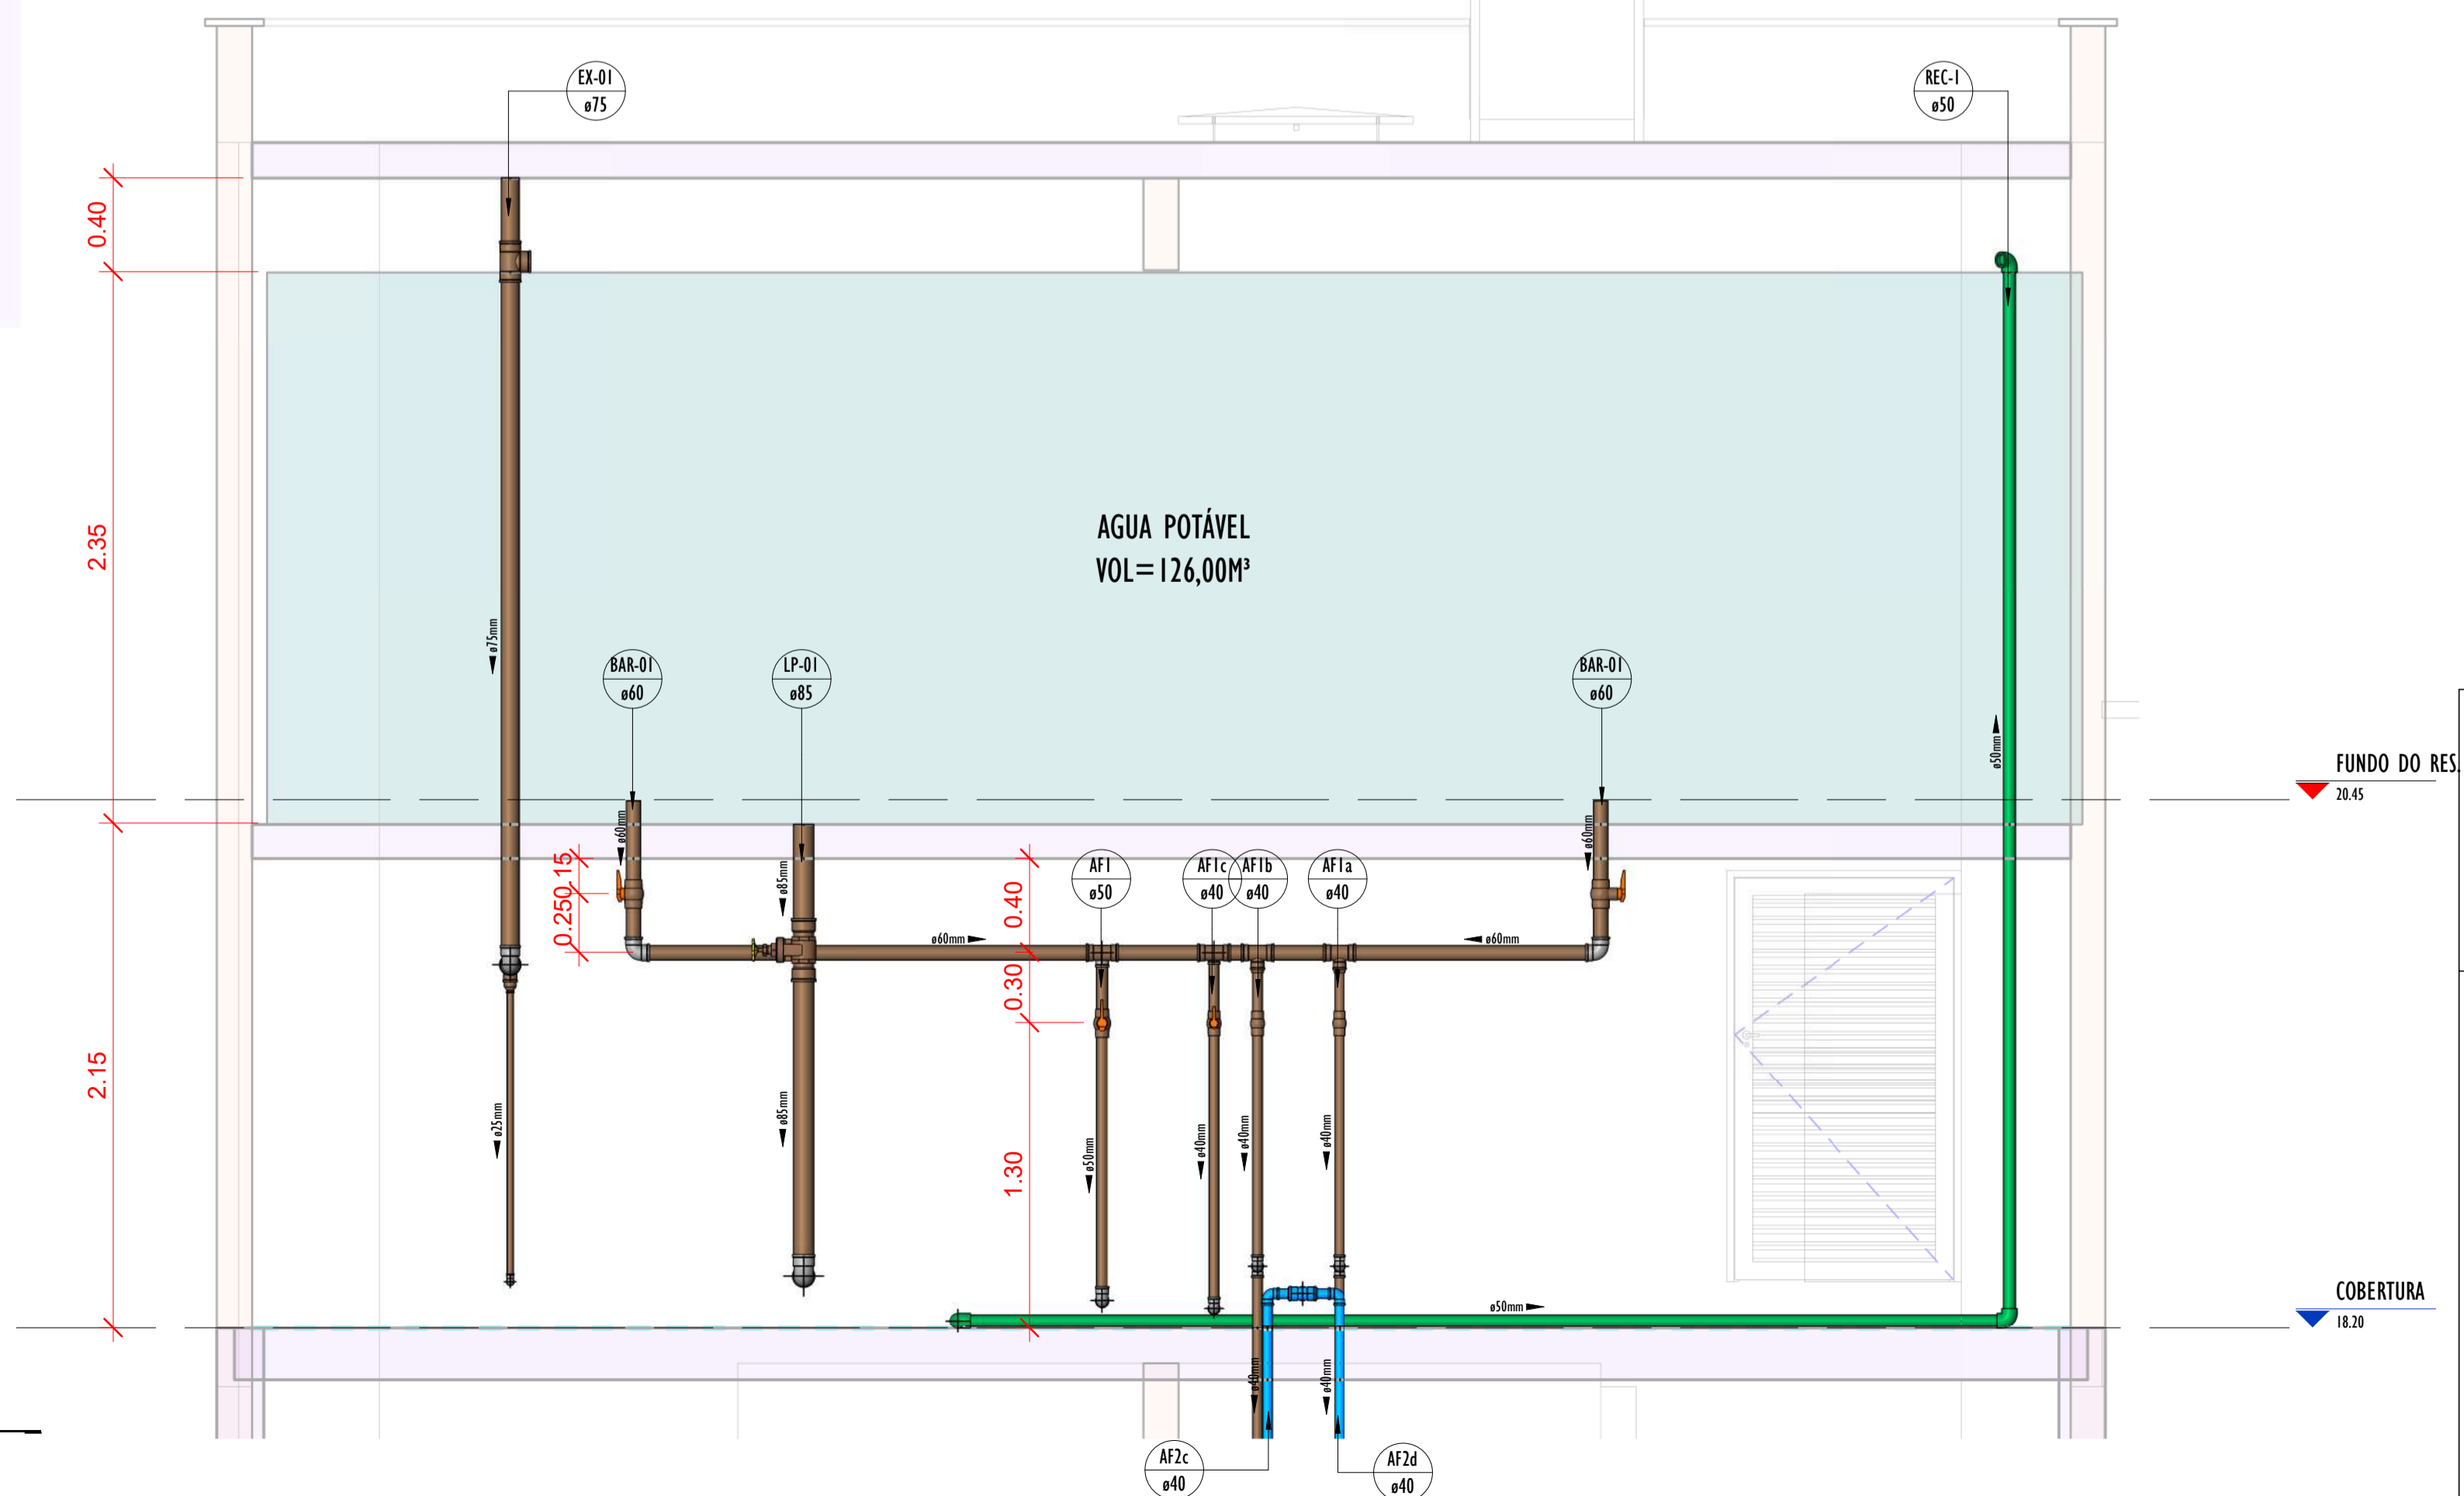 EX-01
ø75
REC-1
ø50
0.40
2.35
AGUA POTÁVEL
VOL=126,00M³
ø75mm
BAR-01
ø60
LP-01
ø85
BAR-01
ø60
ø50mm
FUNDO DO RES.
20.45
ø60mm
ø60mm
0.15
0.25
ø85mm
0.40
AF1
ø50
AF1c
ø40
AF1b
ø40
AF1a
ø40
ø60mm
ø60mm
0.30
2.15
ø25mm
ø85mm
1.30
ø50mm
ø40mm
ø40mm
ø40mm
ø50mm
COBERTURA
18.20
ø40mm
ø40mm
AF2c
ø40
AF2d
ø40